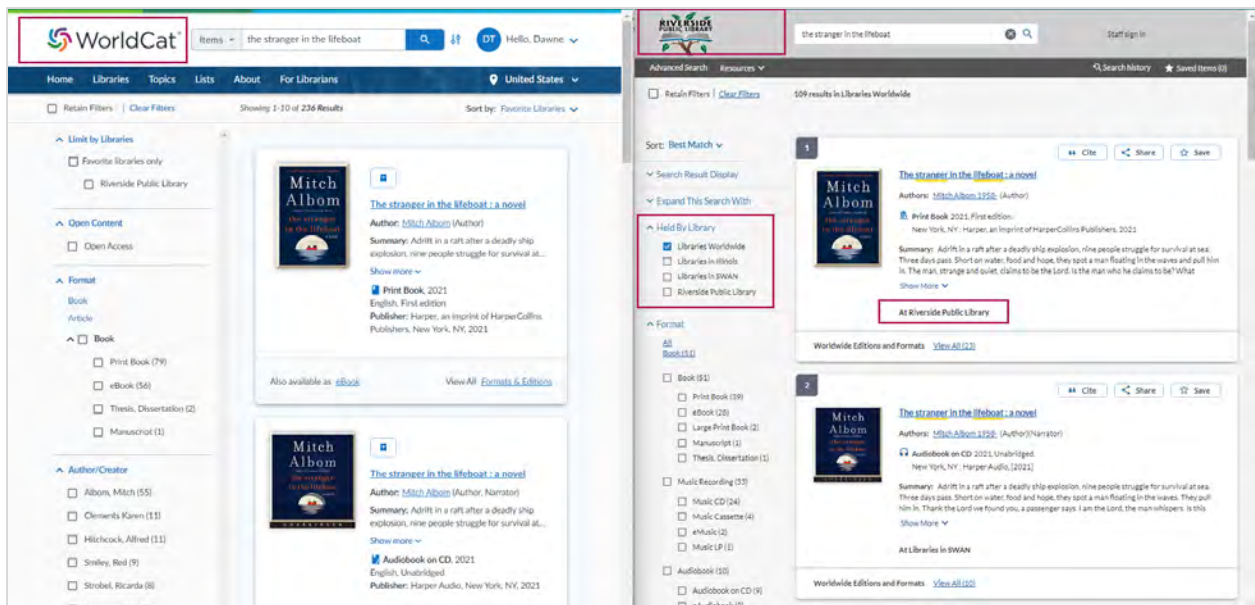 WorldCat®
Items
the stranger in the lifeboat
DT Hello, Dawne
Home Libraries Topics Lists About For Librarians United States
Retain Filters | Clear Filters
Showing 1-10 of 236 Results
Sort by: Favorite Libraries
Limit by Libraries
Favorite libraries only
Riverside Public Library
Open Content
Open Access
Format
Book
Article
Book
Print Book (79)
eBook (56)
Thesis, Dissertation (2)
Manuscript (1)
Author/Creator
Albom, Mitch (55)
Clements Karen (11)
Hitchcock, Alfred (11)
Smiley, Red (9)
Strobel, Ricarda (8)
Mitch
Albom
the stranger
in the lifeboat
The stranger in the lifeboat : a novel
Author: Mitch Albom (Author)
Summary: Adrift in a raft after a deadly ship
explosion, nine people struggle for survival at...
Show more
Print Book, 2021
English, First edition
Publisher: Harper, an imprint of HarperCollins
Publishers, New York, NY, 2021
Also available as eBook
View All Formats & Editions
Mitch
Albom
the stranger
in the lifeboat
UNABRIDGED
The stranger in the lifeboat : a novel
Author: Mitch Albom (Author, Narrator)
Summary: Adrift in a raft after a deadly ship
explosion, nine people struggle for survival at...
Show more
Audiobook on CD, 2021
English, Unabridged
Publisher: Harper Audio, New York, NY, 2021
RIVERSIDE
PUBLIC LIBRARY
the stranger in the lifeboat
Staff sign in
Advanced Search Resources
Search history Saved Items (0)
Retain Filters | Clear Filters
109 results in Libraries Worldwide
Sort: Best Match
Search Result Display
Expand This Search With
Held By Library
Libraries Worldwide
Libraries in Illinois
Libraries in SWAN
Riverside Public Library
Format
All
Book (51)
Book (51)
Print Book (19)
eBook (28)
Large Print Book (2)
Manuscript (1)
Thesis, Dissertation (1)
Music Recording (33)
Music CD (24)
Music Cassette (4)
eMusic (2)
Music LP (1)
Audiobook (10)
Audiobook on CD (9)
1
Cite Share Save
Mitch
Albom
the stranger
in the lifeboat
The stranger in the lifeboat : a novel
Authors: Mitch Albom 1958- (Author)
Print Book 2021, First edition.
New York, NY : Harper, an imprint of HarperCollins Publishers, 2021
Summary: Adrift in a raft after a deadly ship explosion, nine people struggle for survival at sea.
Three days pass. Short on water, food and hope, they spot a man floating in the waves and pull him
in. The man, strange and quiet, claims to be the Lord. Is the man who he claims to be? What
Show More
At Riverside Public Library
Worldwide Editions and Formats View All (23)
2
Cite Share Save
Mitch
Albom
The stranger in the lifeboat : a novel
Authors: Mitch Albom 1958- (Author)(Narrator)
Audiobook on CD 2021, Unabridged.
New York, NY : Harper Audio, [2021]
Summary: Adrift in a raft after a deadly ship explosion, nine people struggle for survival at sea.
Three days pass. Short on water, food and hope, they spot a man floating in the waves. They pull
him in. Thank the Lord we found you, a passenger says. I am the Lord, the man whispers. Is this
Show More
At Libraries in SWAN
Worldwide Editions and Formats View All (10)